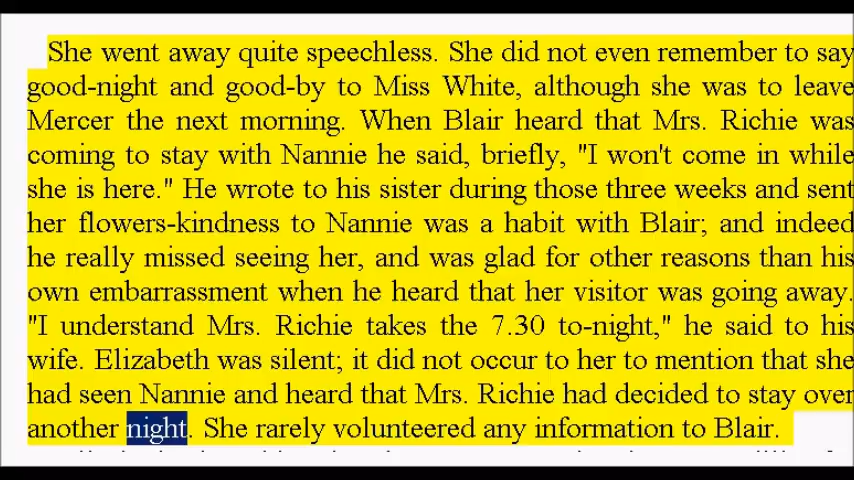 She went away quite speechless. She did not even remember to say
good-night and good-by to Miss White, although she was to leave
Mercer the next morning. When Blair heard that Mrs. Richie was
coming to stay with Nannie he said, briefly, "I won't come in while
she is here." He wrote to his sister during those three weeks and sent
her flowers-kindness to Nannie was a habit with Blair; and indeed
he really missed seeing her, and was glad for other reasons than his
own embarrassment when he heard that her visitor was going away.
"I understand Mrs. Richie takes the 7.30 to-night," he said to his
wife. Elizabeth was silent; it did not occur to her to mention that she
had seen Nannie and heard that Mrs. Richie had decided to stay over
another night. She rarely volunteered any information to Blair.